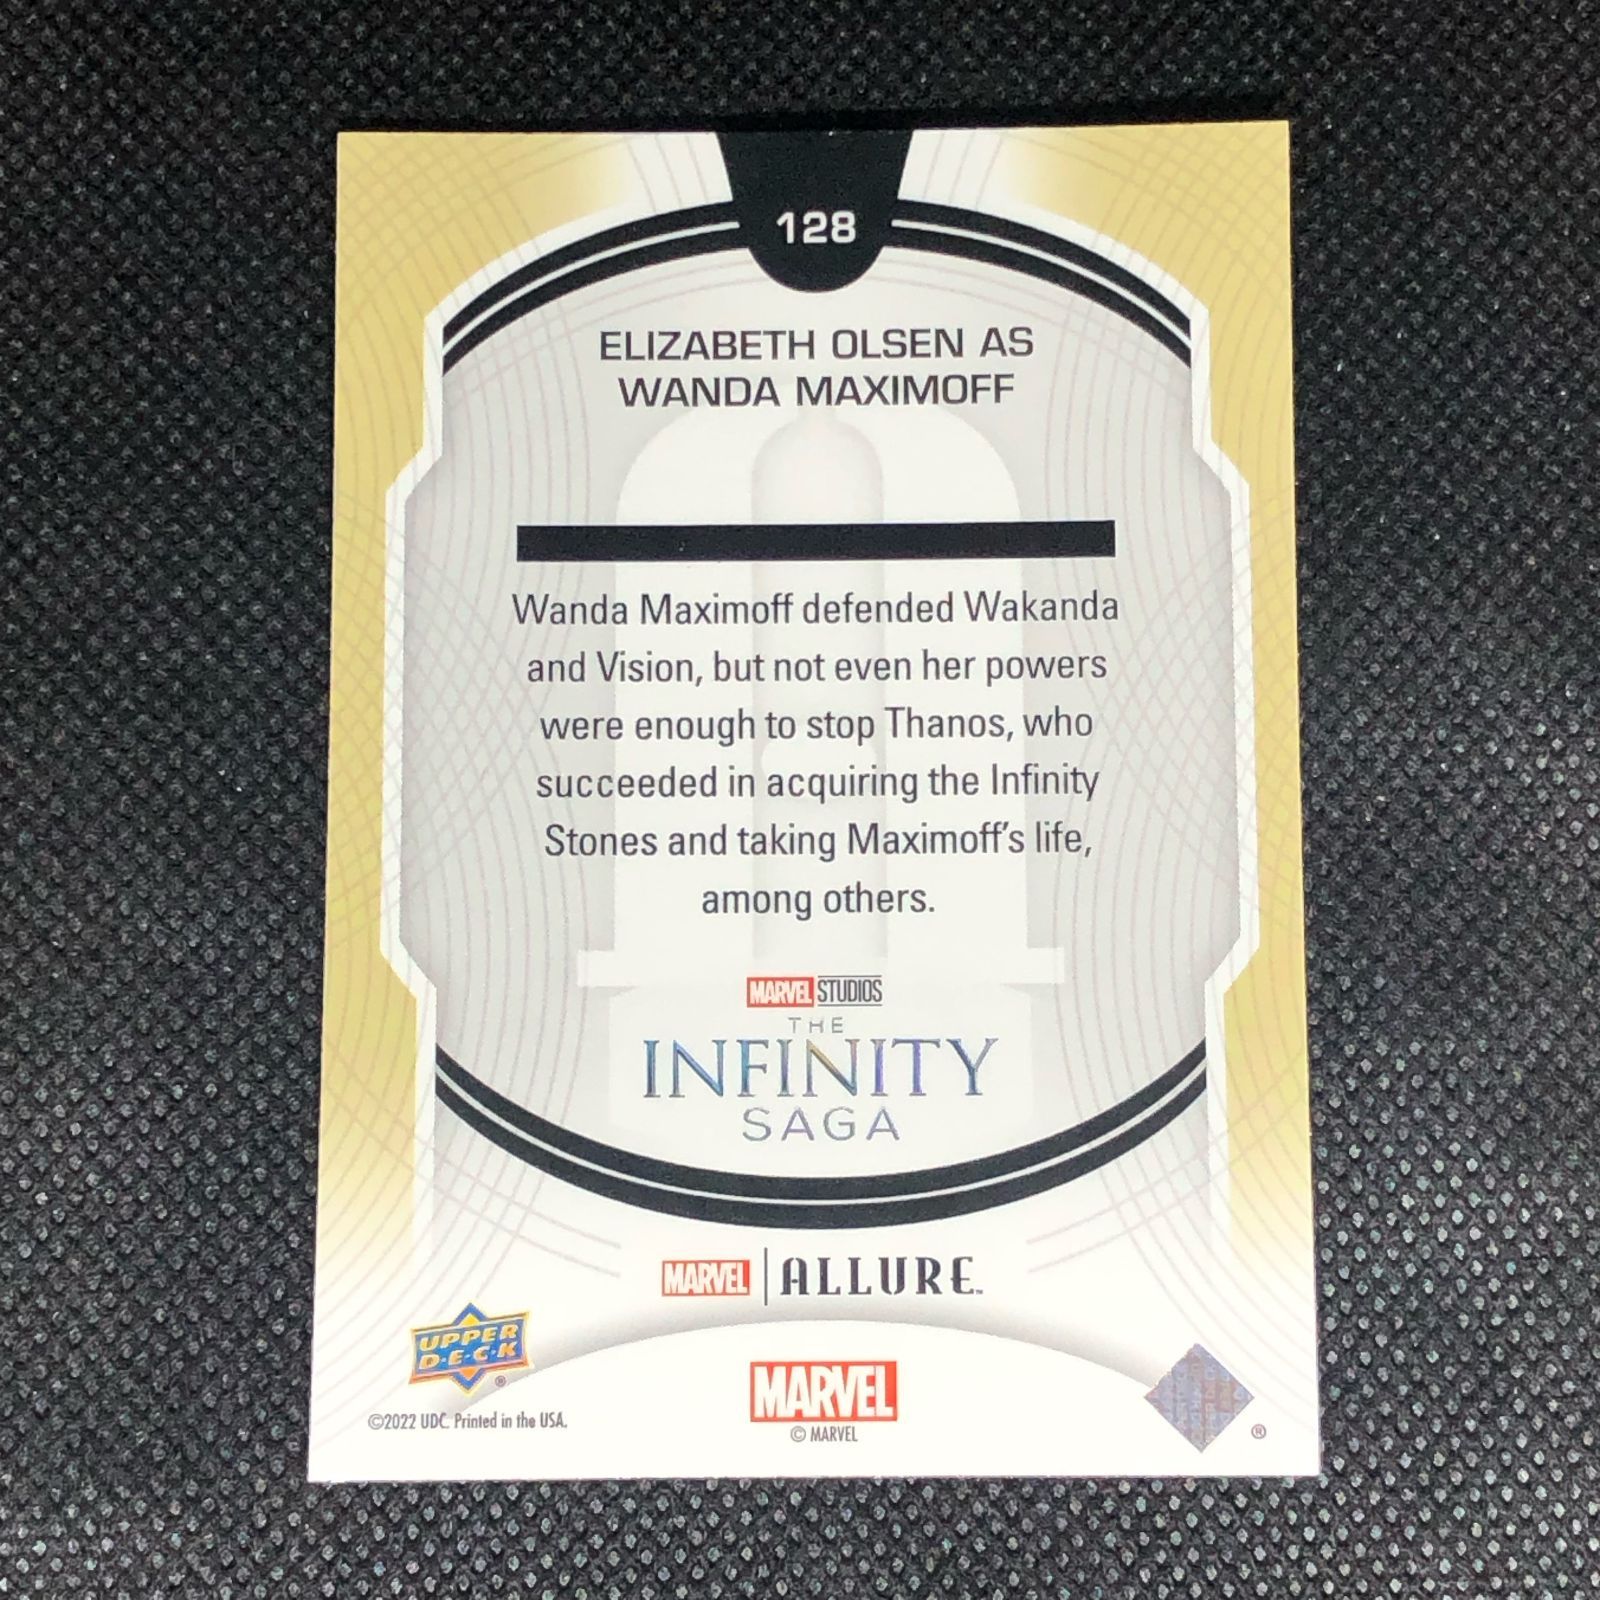 128
ELIZABETH OLSEN AS
WANDA MAXIMOFF
Wanda Maximoff defended Wakanda
and Vision, but not even her powers
were enough to stop Thanos, who
succeeded in acquiring the Infinity
Stones and taking Maximoff's life,
among others.
MARVEL STUDIOS
THE
INFINITY
SAGA
MARVEL | ALLURE™
UPPER
D·E·C·K
®
©2022 UDC. Printed in the USA.
MARVEL
© MARVEL
®